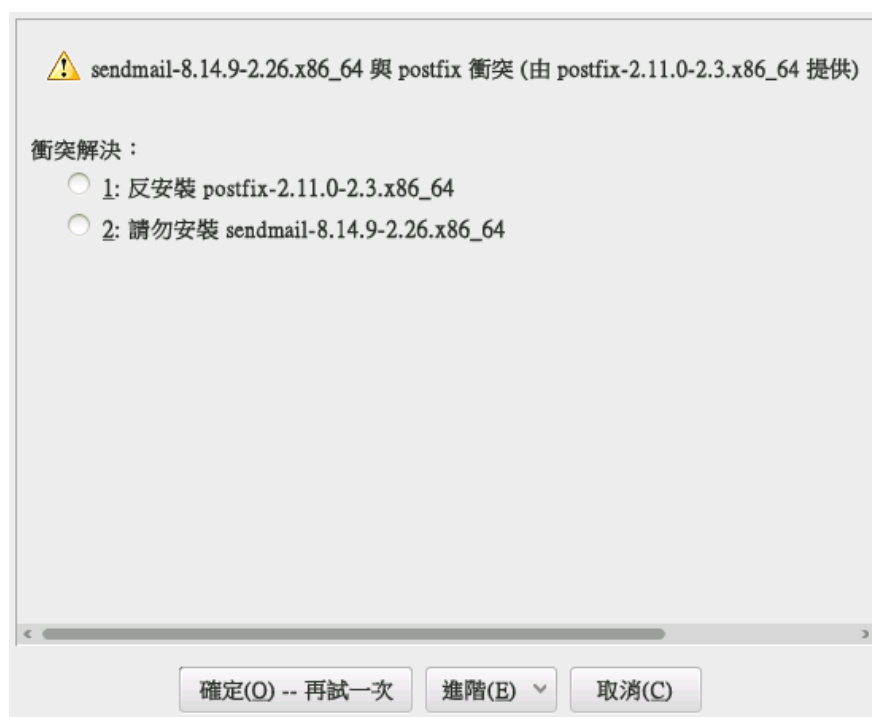 sendmail-8.14.9-2.26.x86_64 與 postfix 衝突 (由 postfix-2.11.0-2.3.x86_64 提供)
衝突解決：
1: 反安裝 postfix-2.11.0-2.3.x86_64
2: 請勿安裝 sendmail-8.14.9-2.26.x86_64
確定(O) -- 再試一次 進階(E) 取消(C)